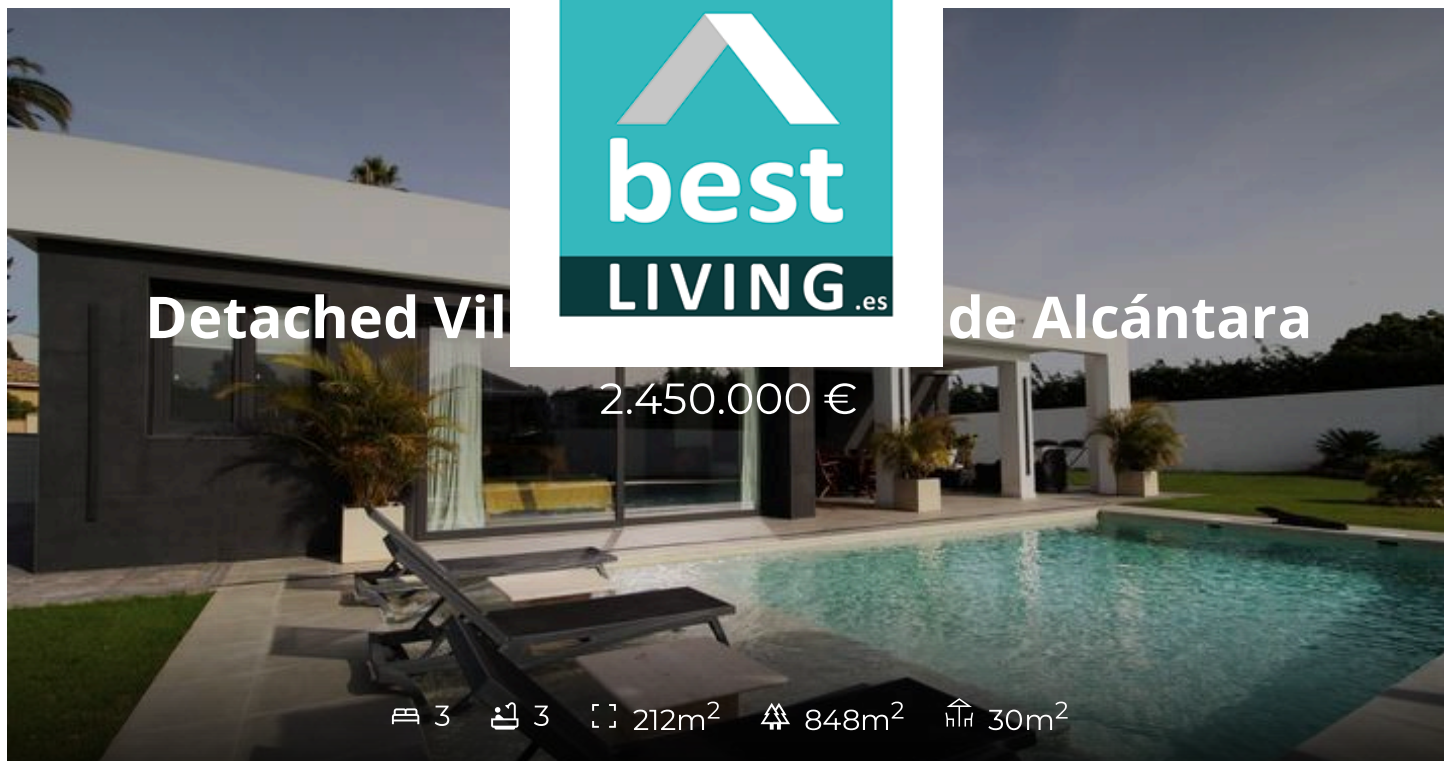 best
LIVING.es
Detached Vil de Alcántara
2.450.000 €
3 3 212m² 848m² 30m²